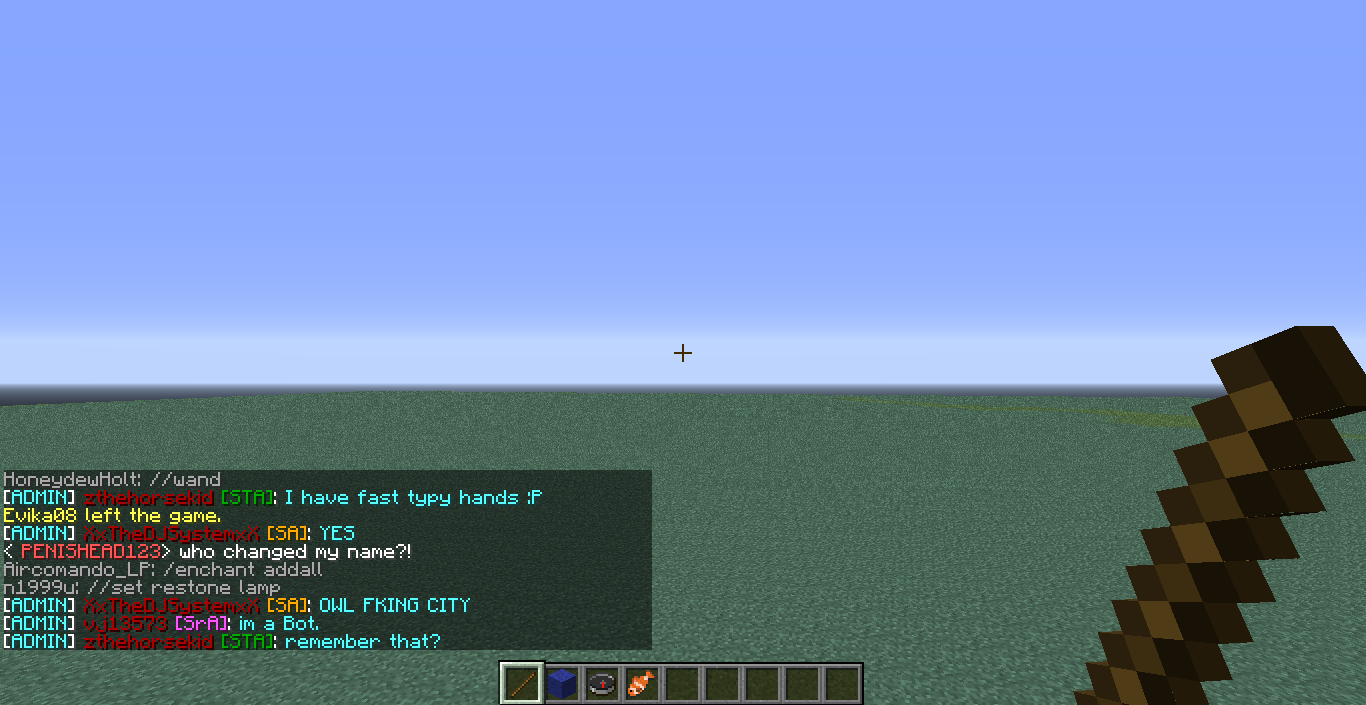 HoneydewHolt: //wand
[ADMIN] zthehorsekid [STA]: I have fast typy hands :P
Evika08 left the game.
[ADMIN] XxTheDJSystemxX [SA]: YES
< PENISHEAD123> who changed my name?!
Aircomando_LP: /enchant addall
n1999u: //set restone lamp
[ADMIN] XxTheDJSystemxX [SA]: OWL FKING CITY
[ADMIN] vj13573 [SrA]: im a Bot.
[ADMIN] zthehorsekid [STA]: remember that?